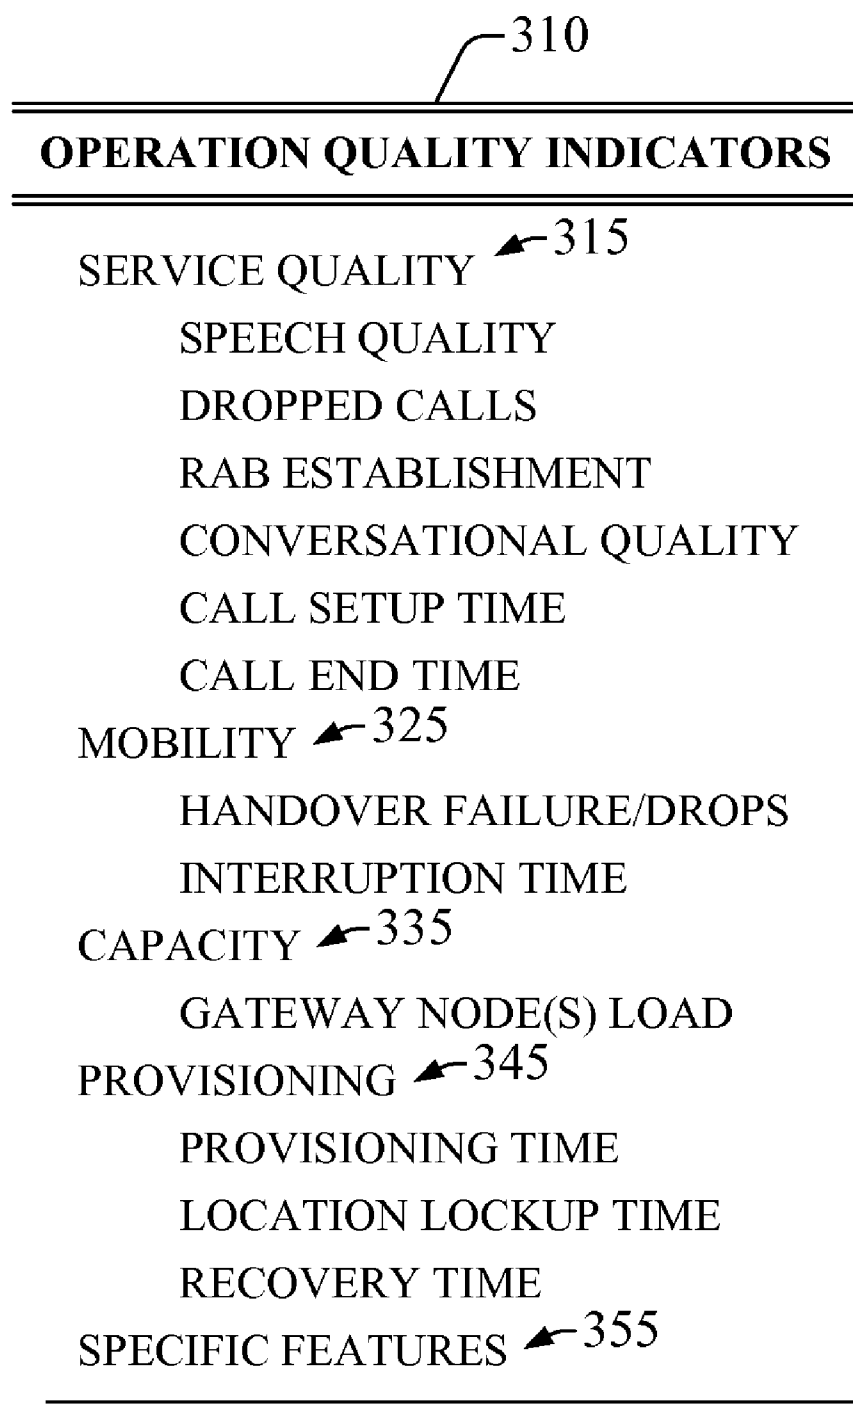 310
OPERATION QUALITY INDICATORS
SERVICE QUALITY 315
SPEECH QUALITY
DROPPED CALLS
RAB ESTABLISHMENT
CONVERSATIONAL QUALITY
CALL SETUP TIME
CALL END TIME
MOBILITY 325
HANDOVER FAILURE/DROPS
INTERRUPTION TIME
CAPACITY 335
GATEWAY NODE(S) LOAD
PROVISIONING 345
PROVISIONING TIME
LOCATION LOCKUP TIME
RECOVERY TIME
SPECIFIC FEATURES 355